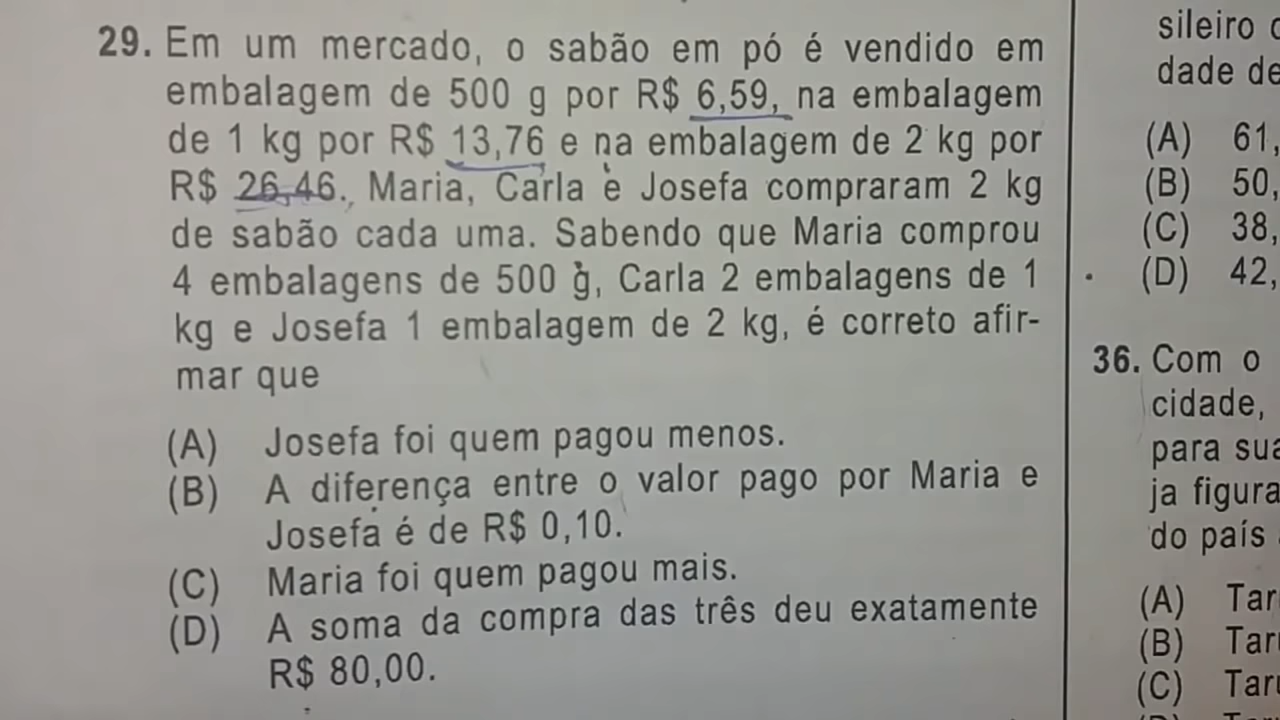 29. Em um mercado, o sabão em pó é vendido em
embalagem de 500 g por R$ 6,59, na embalagem
de 1 kg por R$ 13,76 e na embalagem de 2 kg por
R$ 26,46. Maria, Carla e Josefa compraram 2 kg
de sabão cada uma. Sabendo que Maria comprou
4 embalagens de 500 g, Carla 2 embalagens de 1
kg e Josefa 1 embalagem de 2 kg, é correto afir-
mar que
(A) Josefa foi quem pagou menos.
(B) A diferença entre o valor pago por Maria e
Josefa é de R$ 0,10.
(C) Maria foi quem pagou mais.
(D) A soma da compra das três deu exatamente
R$ 80,00.
sileiro
dade de
(A) 61,
(B) 50,
(C) 38,
(D) 42,
36. Com o
cidade,
para sua
ja figura
do país
(A) Tar
(B) Tar
(C) Tar